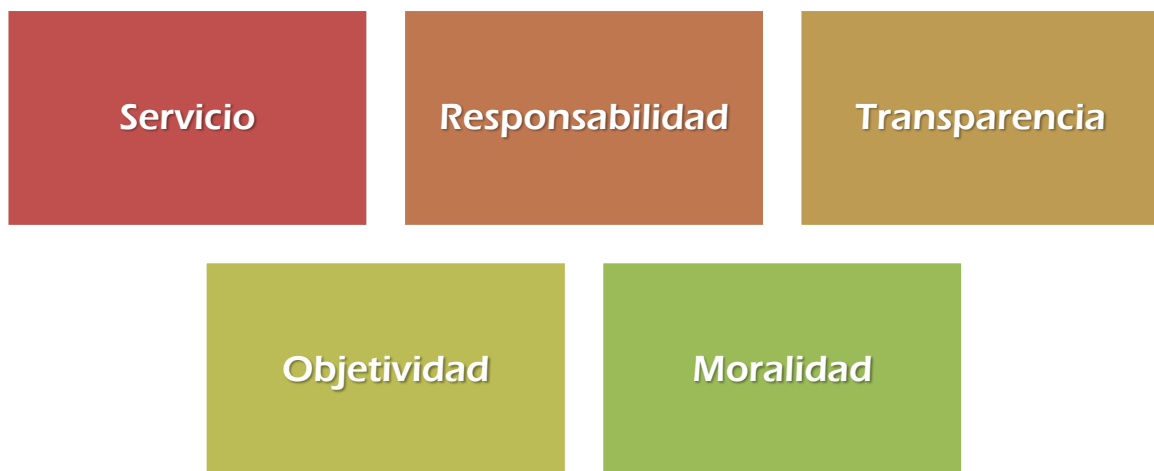 Servicio
Responsabilidad
Transparencia
Objetividad
Moralidad